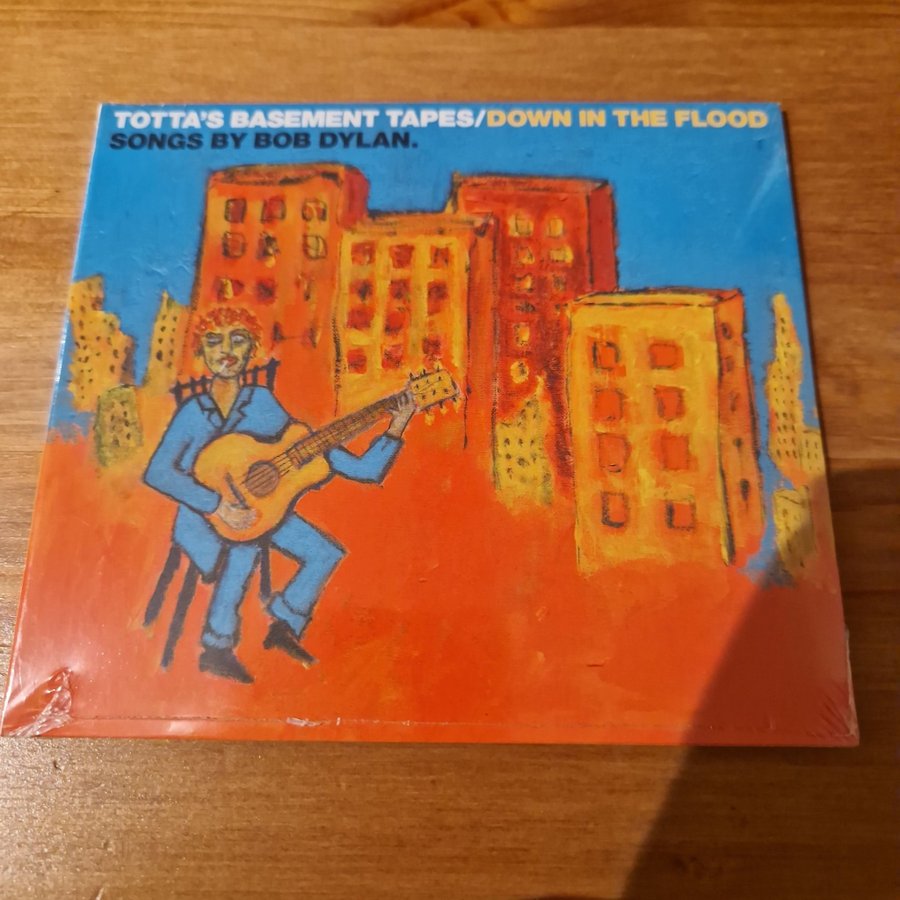 TOTTA'S BASEMENT TAPES/DOWN IN THE FLOOD
SONGS BY BOB DYLAN.